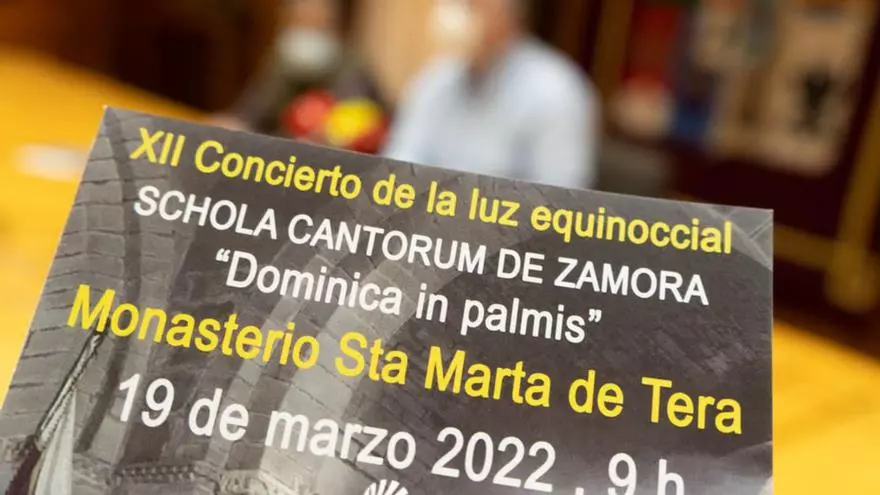 XII Concierto de la luz equinoccial
SCHOLA CANTORUM DE ZAMORA
“Dominica in palmis”
Monasterio Sta Marta de Tera
19 de marzo 2022 . 9 h